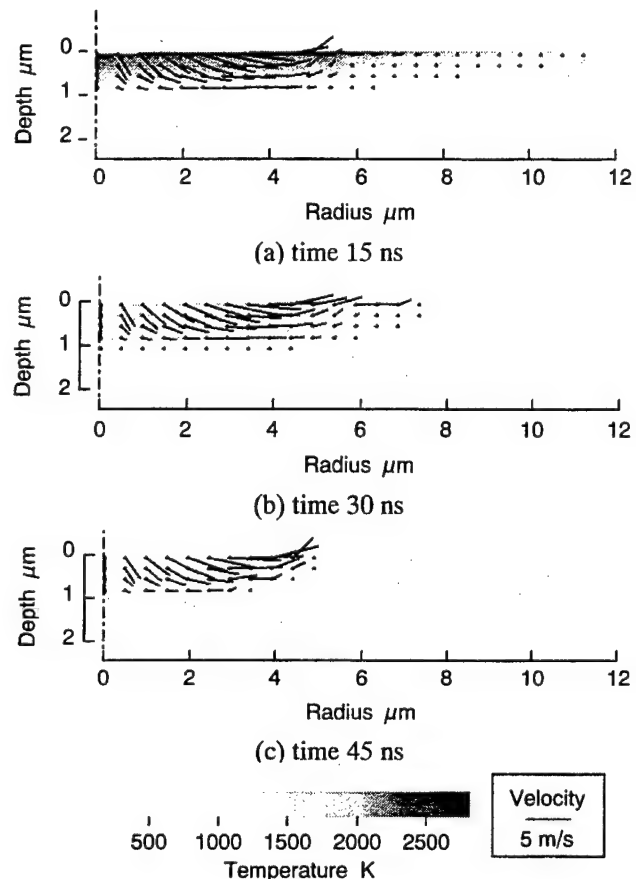 Depth μm
0
1
2
0 2 4 6 8 10 12
Radius μm
(a) time 15 ns
Depth μm
0
1
2
0 2 4 6 8 10 12
Radius μm
(b) time 30 ns
Depth μm
0
1
2
0 2 4 6 8 10 12
Radius μm
(c) time 45 ns
500 1000 1500 2000 2500
Temperature K
Velocity
5 m/s